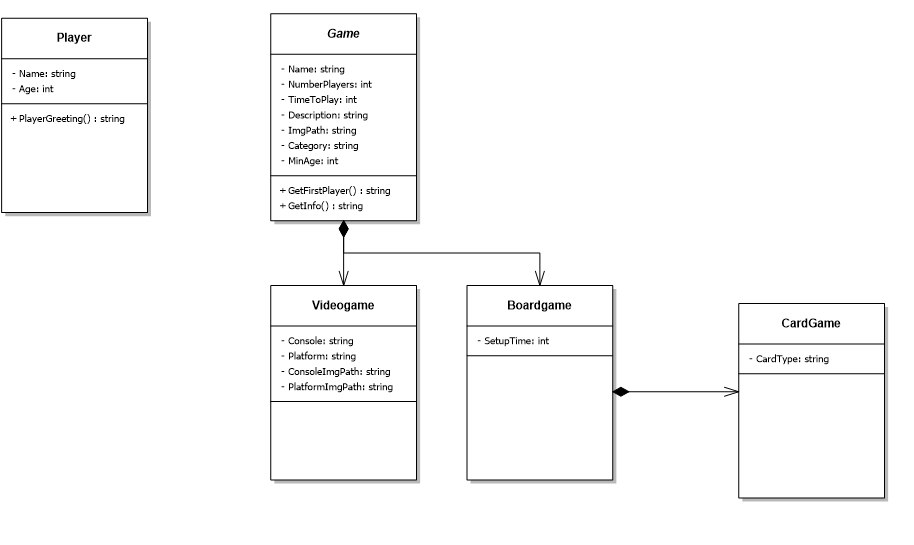 Player
- Name: string
- Age: int
+ PlayerGreeting() : string
Game
- Name: string
- NumberPlayers: int
- TimeToPlay: int
- Description: string
- ImgPath: string
- Category: string
- MinAge: int
+ GetFirstPlayer() : string
+ GetInfo() : string
Videogame
- Console: string
- Platform: string
- ConsoleImgPath: string
- PlatformImgPath: string
Boardgame
- SetupTime: int
CardGame
- CardType: string